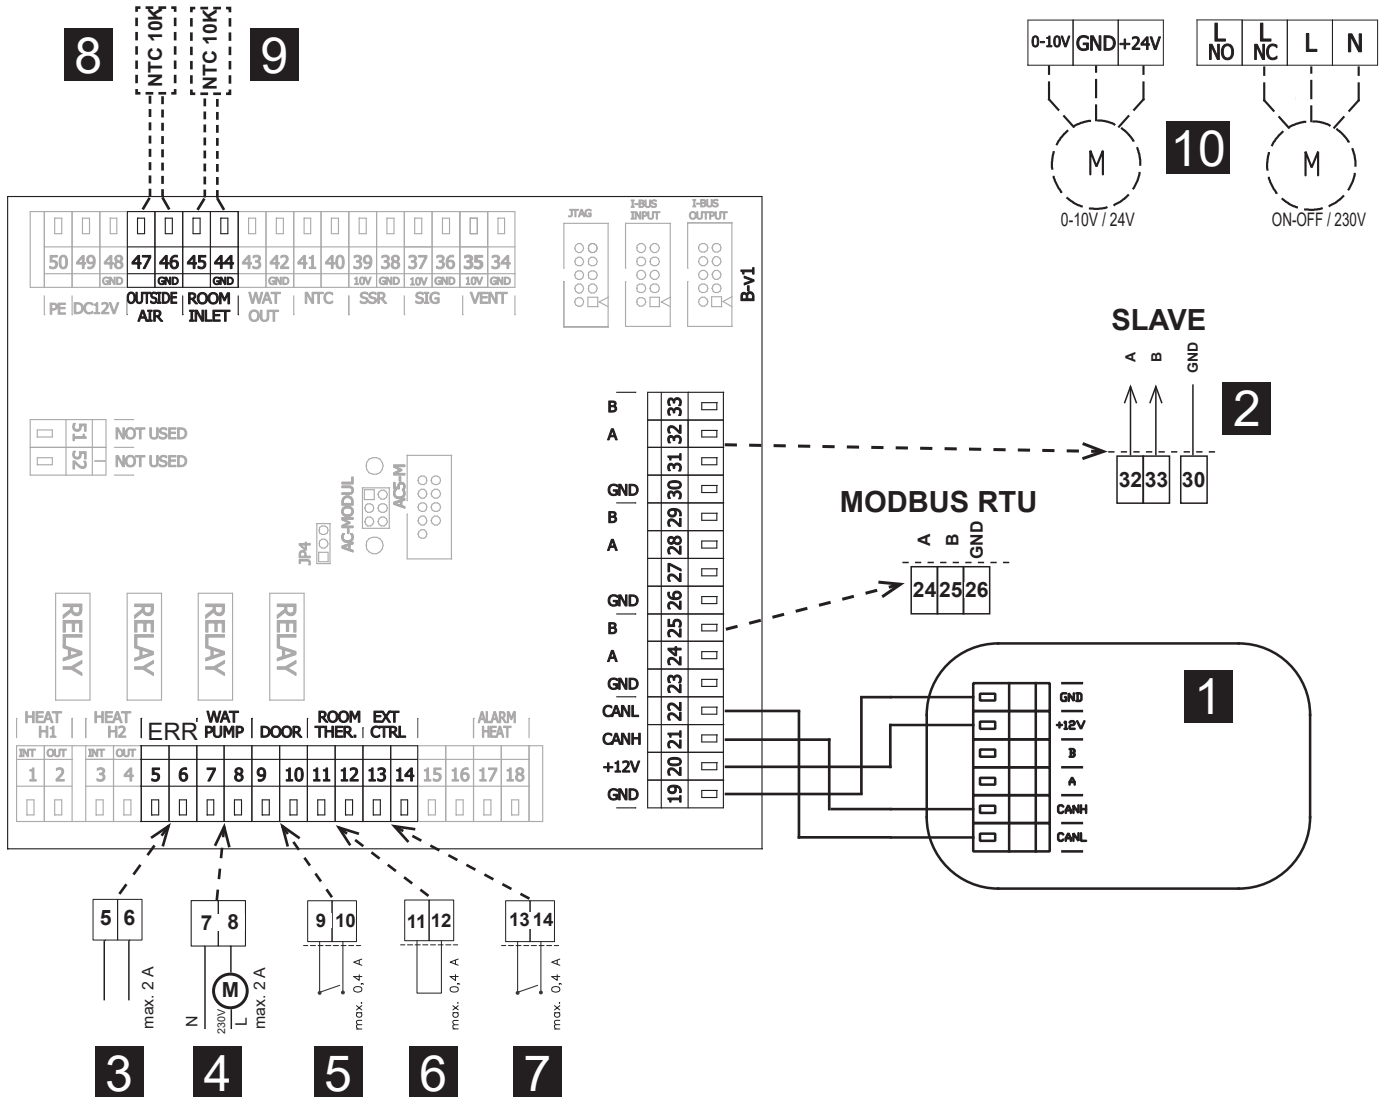 8
NTC 10K
NTC 10K
9
0-10V GND +24V
L NO L NC L N
M
10
M
0-10V / 24V
ON-OFF / 230V
50 49 48 47 46 45 44 43 42 41 40 39 38 37 36 35 34
GND GND GND GND 10V GND 10V GND 10V GND
PE DC12V OUTSIDE AIR ROOM INLET WAT OUT NTC SSR SIG VENT
JTAG
I-BUS INPUT
I-BUS OUTPUT
B-v1
SLAVE
A B GND
2
32 33 30
51 NOT USED
52 NOT USED
JP4
AC-MODUL
AC5-M
B 33
A 32
31
GND 30
B 29
A 28
27
GND 26
B 25
A 24
GND 23
CANL 22
CANH 21
+12V 20
GND 19
MODBUS RTU
A B GND
24 25 26
1
GND
+12V
B
A
CANH
CANL
RELAY
RELAY
RELAY
RELAY
HEAT H1 HEAT H2 ERR WAT PUMP DOOR ROOM THER. EXT CTRL ALARM HEAT
INT OUT INT OUT
1 2 3 4 5 6 7 8 9 10 11 12 13 14 15 16 17 18
5 6
max. 2 A
3
7 8
M
N 230V L
max. 2 A
4
9 10
max. 0,4 A
5
11 12
max. 0,4 A
6
13 14
max. 0,4 A
7